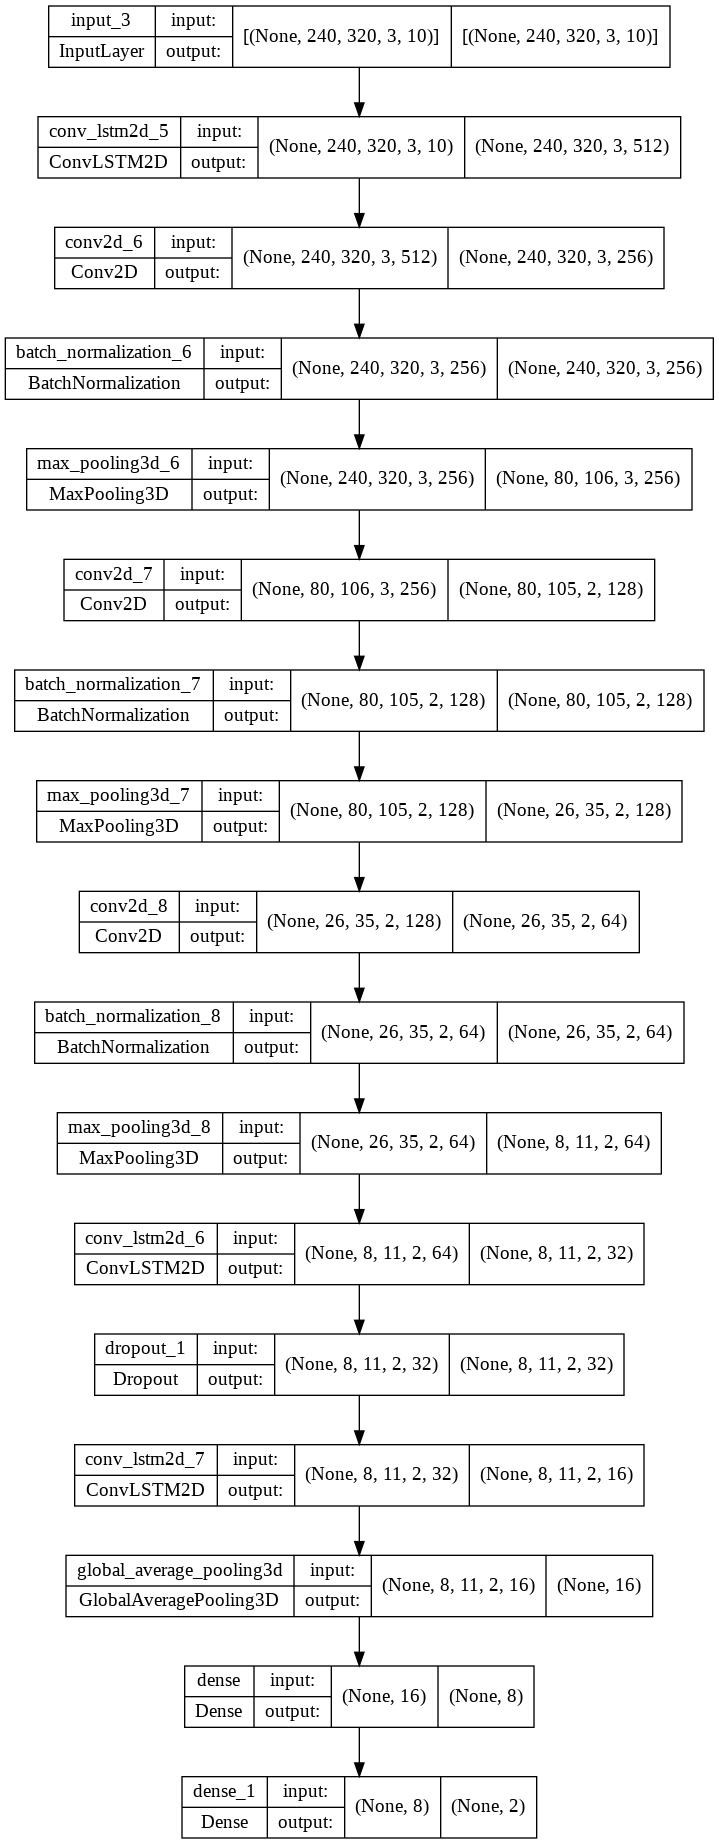 input_3 input: [(None, 240, 320, 3, 10)] [(None, 240, 320, 3, 10)]
InputLayer output:
conv_lstm2d_5 input: (None, 240, 320, 3, 10) (None, 240, 320, 3, 512)
ConvLSTM2D output:
conv2d_6 input: (None, 240, 320, 3, 512) (None, 240, 320, 3, 256)
Conv2D output:
batch_normalization_6 input: (None, 240, 320, 3, 256) (None, 240, 320, 3, 256)
BatchNormalization output:
max_pooling3d_6 input: (None, 240, 320, 3, 256) (None, 80, 106, 3, 256)
MaxPooling3D output:
conv2d_7 input: (None, 80, 106, 3, 256) (None, 80, 105, 2, 128)
Conv2D output:
batch_normalization_7 input: (None, 80, 105, 2, 128) (None, 80, 105, 2, 128)
BatchNormalization output:
max_pooling3d_7 input: (None, 80, 105, 2, 128) (None, 26, 35, 2, 128)
MaxPooling3D output:
conv2d_8 input: (None, 26, 35, 2, 128) (None, 26, 35, 2, 64)
Conv2D output:
batch_normalization_8 input: (None, 26, 35, 2, 64) (None, 26, 35, 2, 64)
BatchNormalization output:
max_pooling3d_8 input: (None, 26, 35, 2, 64) (None, 8, 11, 2, 64)
MaxPooling3D output:
conv_lstm2d_6 input: (None, 8, 11, 2, 64) (None, 8, 11, 2, 32)
ConvLSTM2D output:
dropout_1 input: (None, 8, 11, 2, 32) (None, 8, 11, 2, 32)
Dropout output:
conv_lstm2d_7 input: (None, 8, 11, 2, 32) (None, 8, 11, 2, 16)
ConvLSTM2D output:
global_average_pooling3d input: (None, 8, 11, 2, 16) (None, 16)
GlobalAveragePooling3D output:
dense input: (None, 16) (None, 8)
Dense output:
dense_1 input: (None, 8) (None, 2)
Dense output: